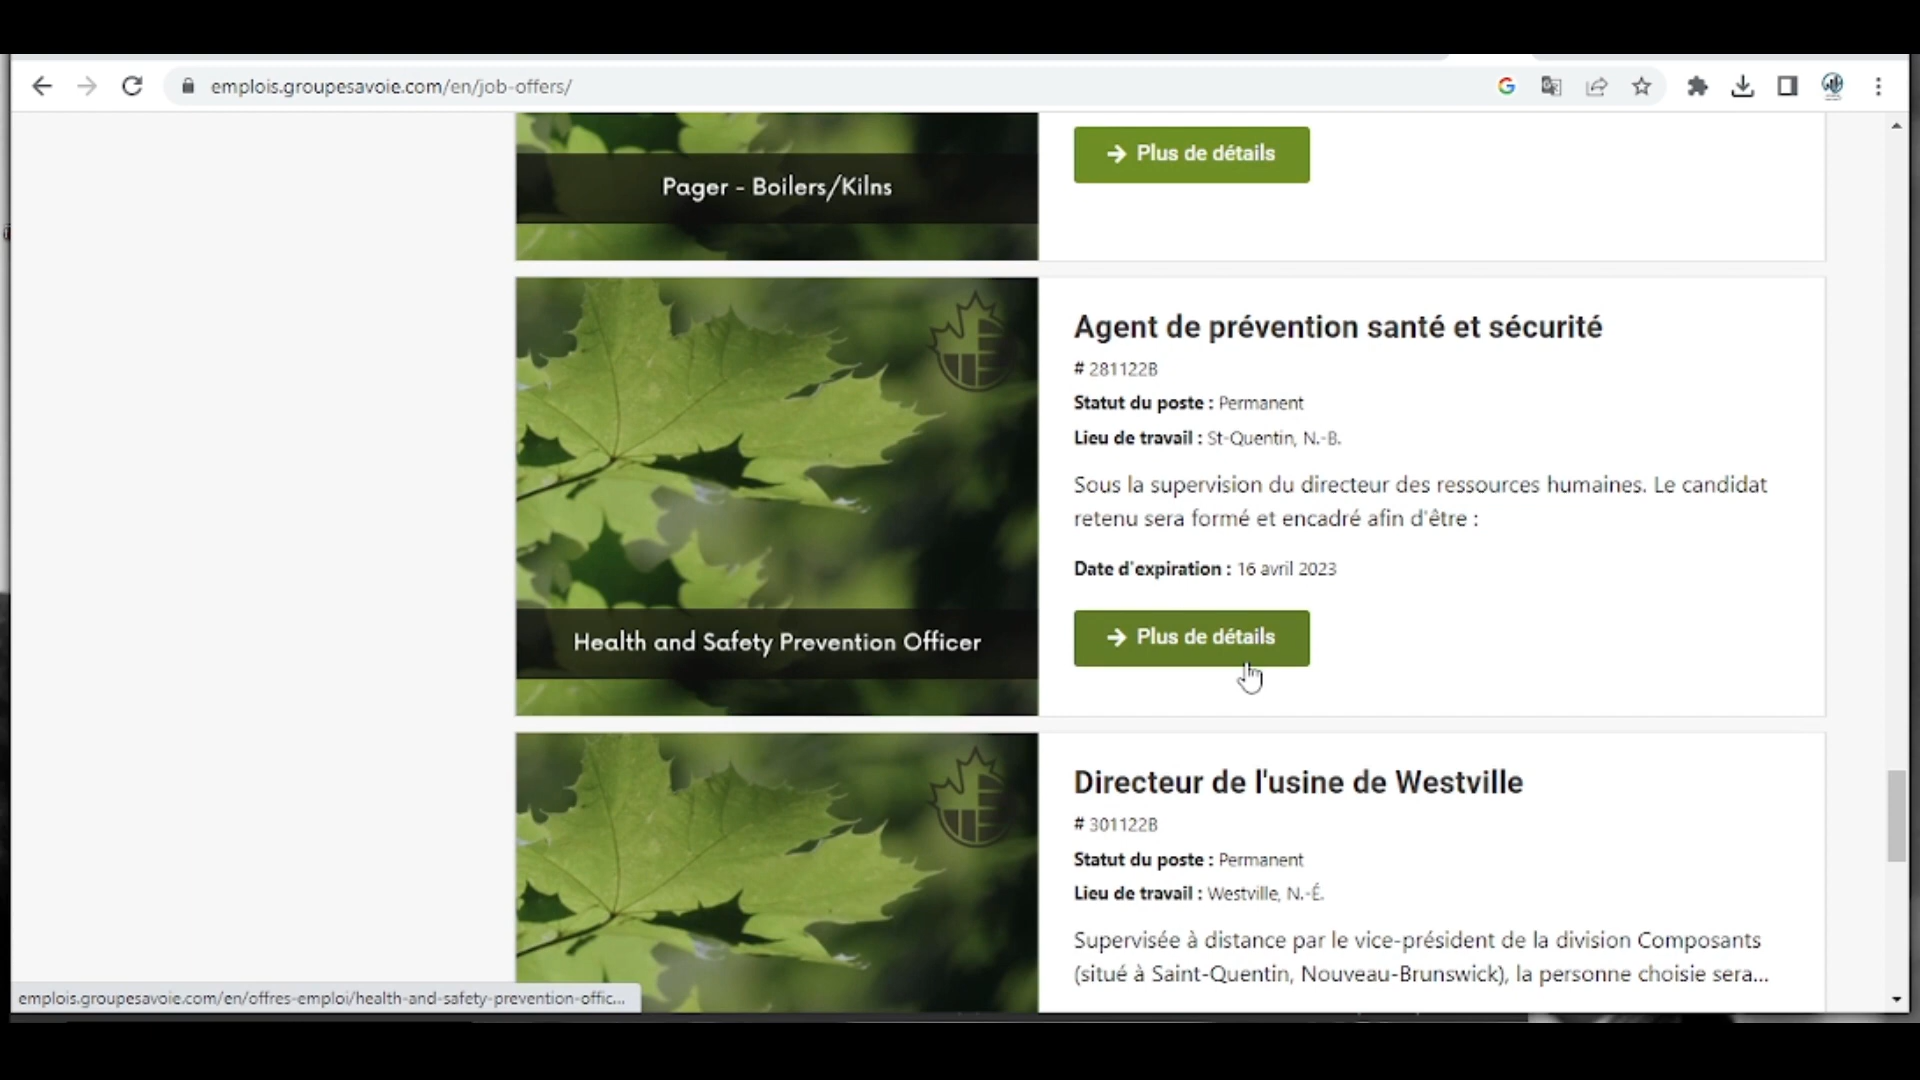 emplois.groupesavoie.com/en/job-offers/
Pager - Boilers/Kilns
→ Plus de détails
Agent de prévention santé et sécurité
# 281122B
Statut du poste : Permanent
Lieu de travail : St-Quentin, N.-B.
Sous la supervision du directeur des ressources humaines. Le candidat
retenu sera formé et encadré afin d'être :
Date d'expiration : 16 avril 2023
→ Plus de détails
Health and Safety Prevention Officer
Directeur de l'usine de Westville
# 301122B
Statut du poste : Permanent
Lieu de travail : Westville, N.-É.
Supervisée à distance par le vice-président de la division Composants
(situé à Saint-Quentin, Nouveau-Brunswick), la personne choisie sera...
emplois.groupesavoie.com/en/offres-emploi/health-and-safety-prevention-offic...